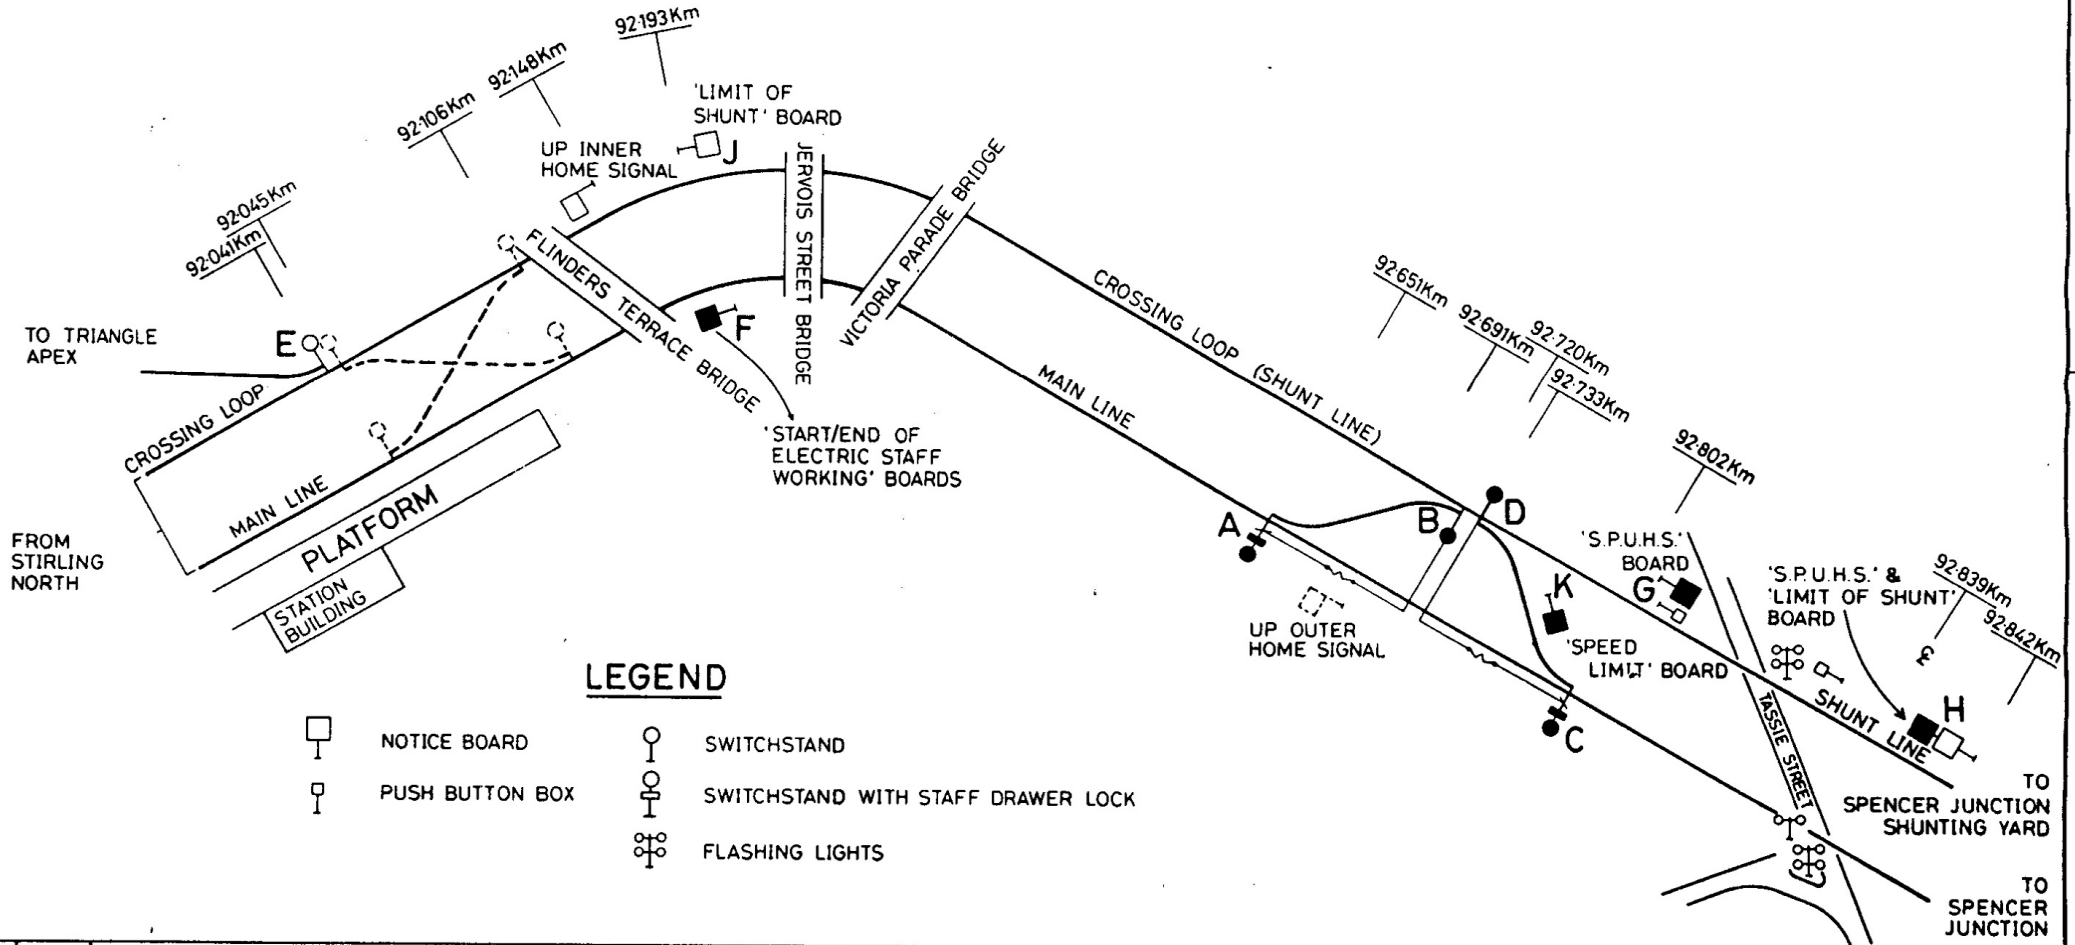 92·193Km
92·148Km
92·106Km
92·045Km
92·041Km
'LIMIT OF
SHUNT' BOARD
J
UP INNER
HOME SIGNAL
JERVOIS STREET BRIDGE
VICTORIA PARADE BRIDGE
FLINDERS TERRACE BRIDGE
F
TO TRIANGLE
APEX
E
CROSSING LOOP
MAIN LINE
PLATFORM
STATION
BUILDING
FROM
STIRLING
NORTH
'START/END OF
ELECTRIC STAFF
WORKING' BOARDS
CROSSING LOOP (SHUNT LINE)
MAIN LINE
92·651Km
92·691Km
92·720Km
92·733Km
92·802Km
92·839Km
92·842Km
A
B
D
C
K
UP OUTER
HOME SIGNAL
'SPEED
LIMIT' BOARD
'S.P.U.H.S.'
BOARD
G
'S.P.U.H.S.' &
'LIMIT OF SHUNT'
BOARD
£
H
SHUNT LINE
TASSIE STREET
TO
SPENCER JUNCTION
SHUNTING YARD
TO
SPENCER
JUNCTION
LEGEND
NOTICE BOARD
PUSH BUTTON BOX
SWITCHSTAND
SWITCHSTAND WITH STAFF DRAWER LOCK
FLASHING LIGHTS